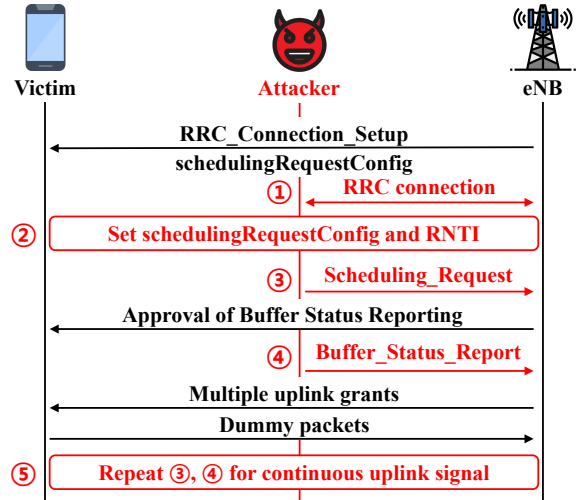 Victim
Attacker
eNB
RRC_Connection_Setup
schedulingRequestConfig
① RRC connection
② Set schedulingRequestConfig and RNTI
③ Scheduling_Request
Approval of Buffer Status Reporting
④ Buffer_Status_Report
Multiple uplink grants
Dummy packets
⑤ Repeat ③, ④ for continuous uplink signal